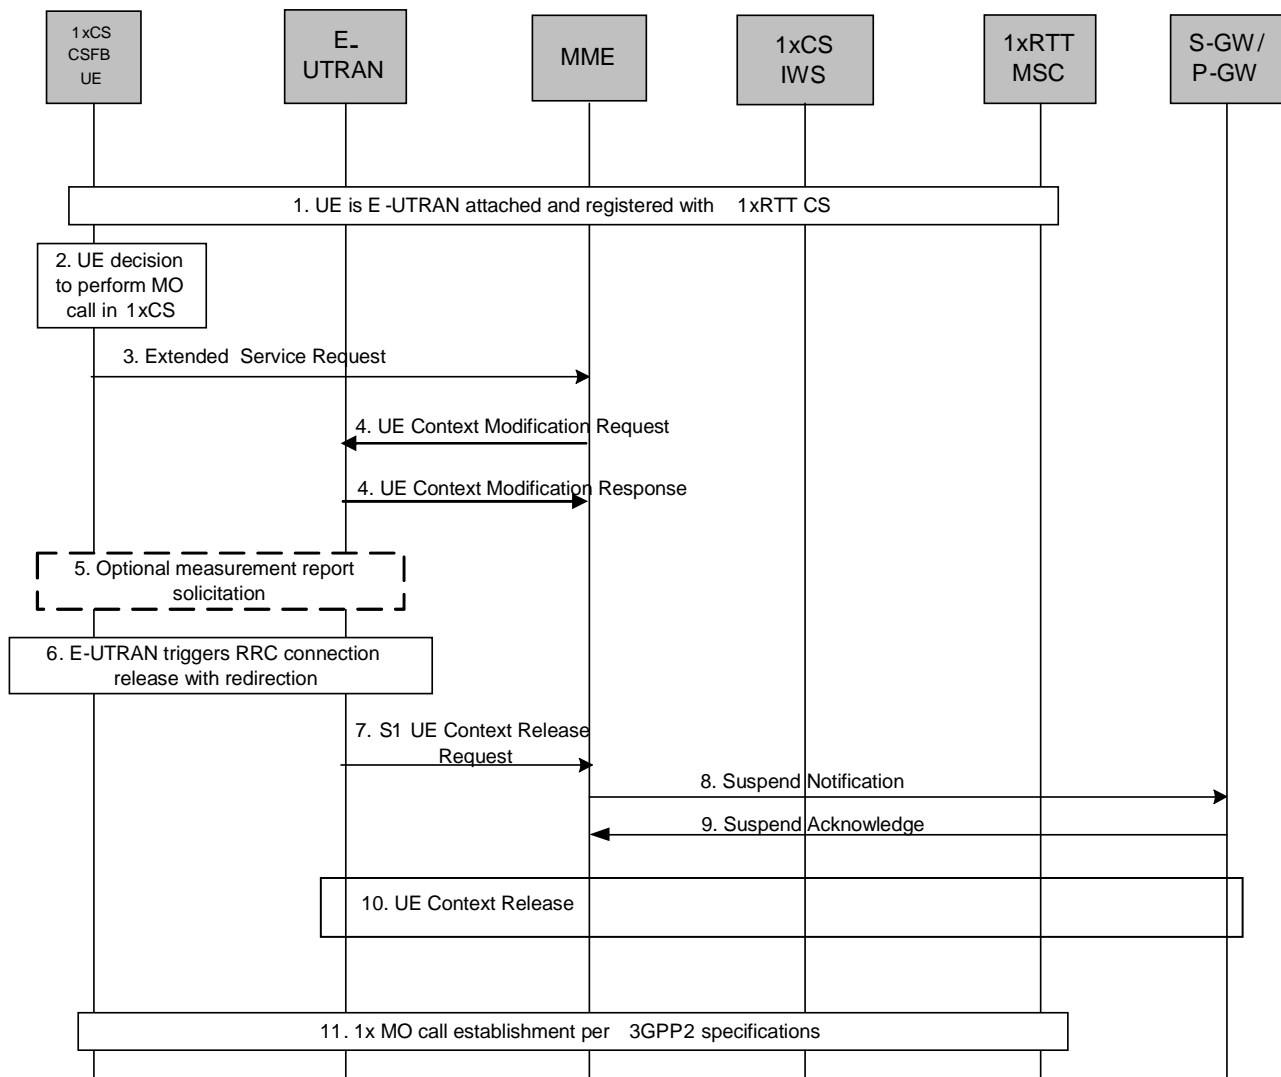 1xCS
CSFB
UE
E-
UTRAN
MME
1xCS
IWS
1xRTT
MSC
S-GW/
P-GW
1. UE is E-UTRAN attached and registered with 1xRTT CS
2. UE decision
to perform MO
call in 1xCS
3. Extended Service Request
4. UE Context Modification Request
4. UE Context Modification Response
5. Optional measurement report
solicitation
6. E-UTRAN triggers RRC connection
release with redirection
7. S1 UE Context Release
Request
8. Suspend Notification
9. Suspend Acknowledge
10. UE Context Release
11. 1x MO call establishment per 3GPP2 specifications